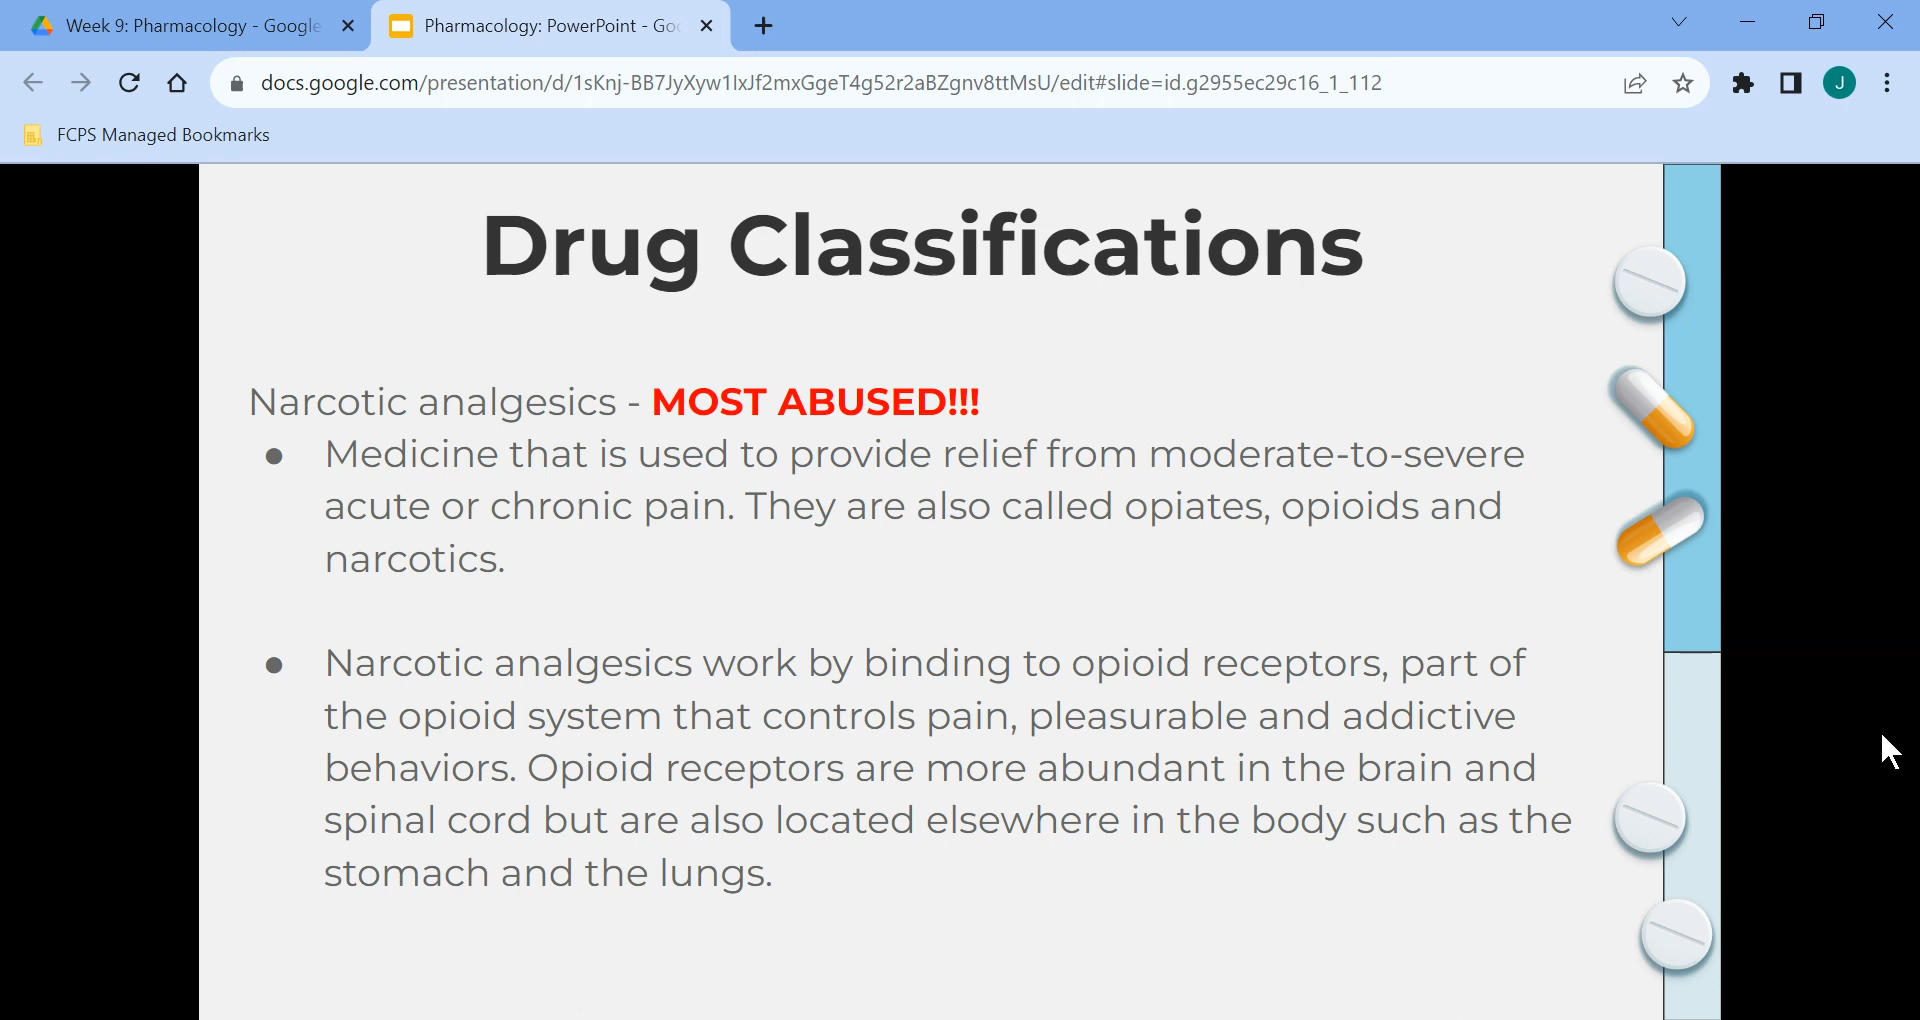 Week 9: Pharmacology - Google
Pharmacology: PowerPoint - Goo
docs.google.com/presentation/d/1sKnj-BB7JyXyw1IxJf2mxGgeT4g52r2aBZgnv8ttMsU/edit#slide=id.g2955ec29c16_1_112
J
FCPS Managed Bookmarks
Drug Classifications
Narcotic analgesics - MOST ABUSED!!!
● Medicine that is used to provide relief from moderate-to-severe
acute or chronic pain. They are also called opiates, opioids and
narcotics.
● Narcotic analgesics work by binding to opioid receptors, part of
the opioid system that controls pain, pleasurable and addictive
behaviors. Opioid receptors are more abundant in the brain and
spinal cord but are also located elsewhere in the body such as the
stomach and the lungs.